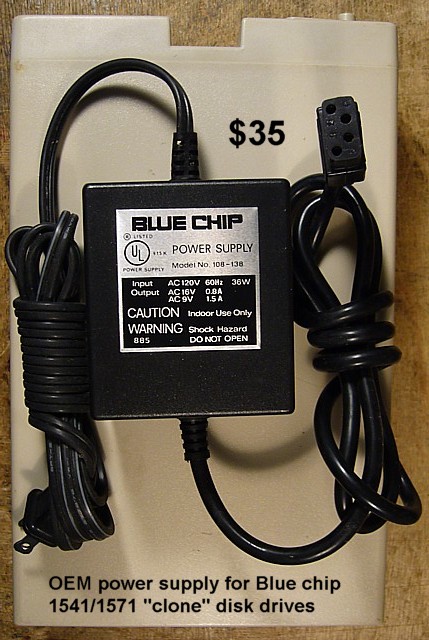 $35
BLUE CHIP
LISTED
UL
POWER SUPPLY
POWER SUPPLY
Model No. 108-138
Input AC 120V 60Hz 36W
Output AC 16V 0.8A
AC 9V 1.5A
CAUTION Indoor Use Only
WARNING Shock Hazard
885 DO NOT OPEN
OEM power supply for Blue chip
1541/1571 "clone" disk drives